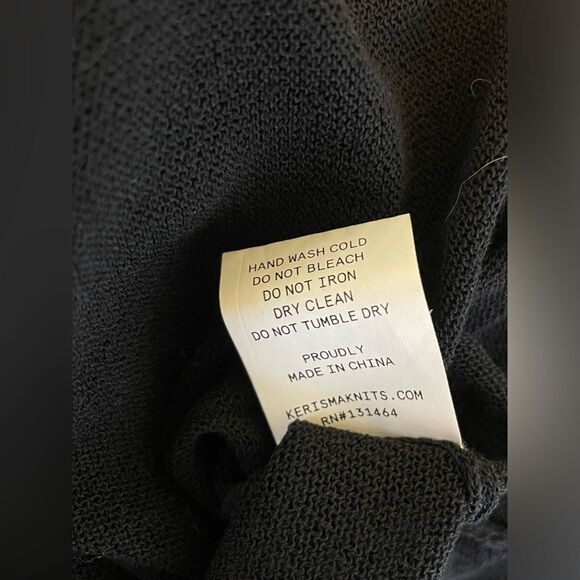 HAND WASH COLD
DO NOT BLEACH
DO NOT IRON
DRY CLEAN
DO NOT TUMBLE DRY
PROUDLY
MADE IN CHINA
KERISMAKNITS.COM
RN#131464